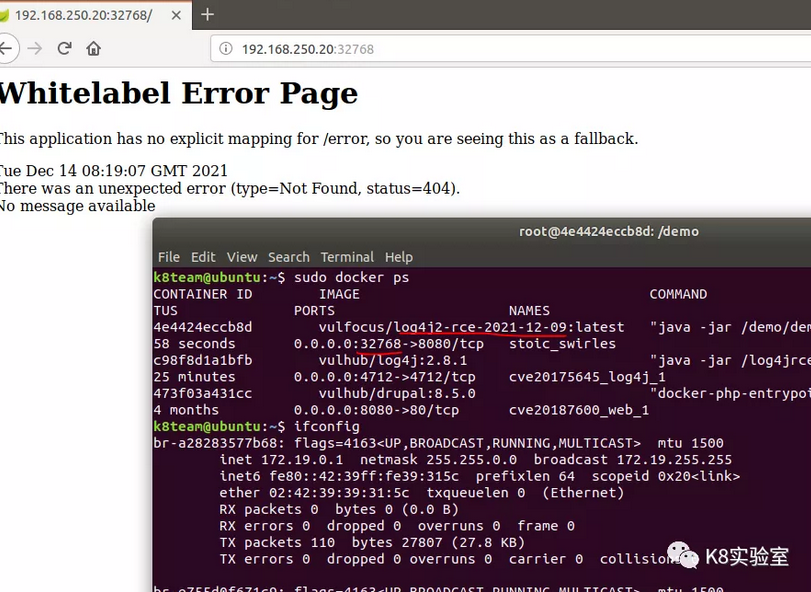 192.168.250.20:32768/
192.168.250.20:32768
Whitelabel Error Page
This application has no explicit mapping for /error, so you are seeing this as a fallback.
Tue Dec 14 08:19:07 GMT 2021
There was an unexpected error (type=Not Found, status=404).
No message available
root@4e4424eccb8d: /demo
File Edit View Search Terminal Help
k8team@ubuntu:~$ sudo docker ps
CONTAINER ID IMAGE COMMAND
TUS PORTS NAMES
4e4424eccb8d vulfocus/log4j2-rce-2021-12-09:latest "java -jar /demo/dem
58 seconds 0.0.0.0:32768->8080/tcp stoic_swirles
c98f8d1a1bfb vulhub/log4j:2.8.1 "java -jar /log4jrce
25 minutes 0.0.0.0:4712->4712/tcp cve20175645_log4j_1
473f03a431cc vulhub/drupal:8.5.0 "docker-php-entrypoi
4 months 0.0.0.0:8080->80/tcp cve20187600_web_1
k8team@ubuntu:~$ ifconfig
br-a28283577b68: flags=4163<UP,BROADCAST,RUNNING,MULTICAST> mtu 1500
inet 172.19.0.1 netmask 255.255.0.0 broadcast 172.19.255.255
inet6 fe80::42:39ff:fe39:315c prefixlen 64 scopeid 0x20<link>
ether 02:42:39:39:31:5c txqueuelen 0 (Ethernet)
RX packets 0 bytes 0 (0.0 B)
RX errors 0 dropped 0 overruns 0 frame 0
TX packets 110 bytes 27807 (27.8 KB)
TX errors 0 dropped 0 overruns 0 carrier 0 collision
K8实验室
flags=4163<UP,BROADCAST,RUNNING,MULTICAST> mtu 1500